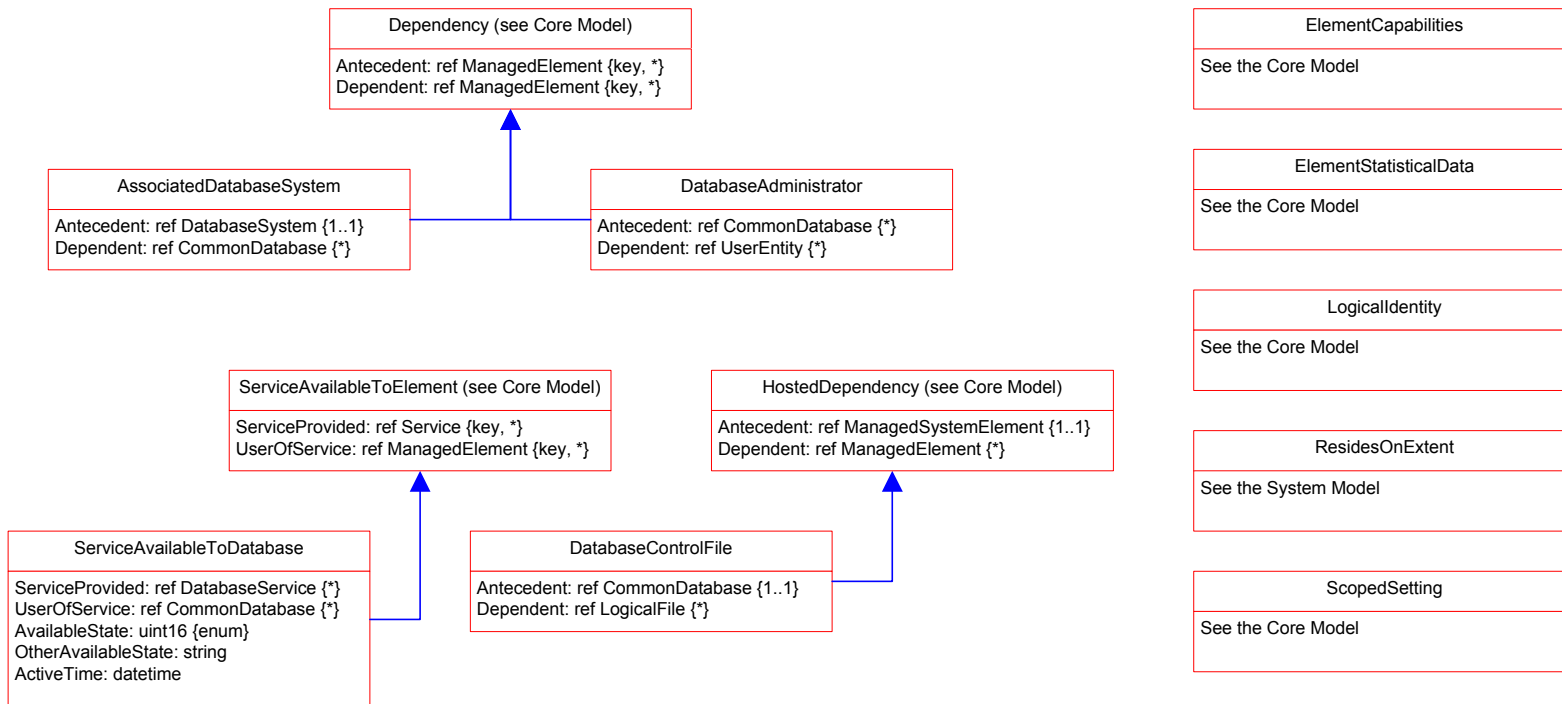 Dependency (see Core Model)
Antecedent: ref ManagedElement {key, *}
Dependent: ref ManagedElement {key, *}
AssociatedDatabaseSystem
Antecedent: ref DatabaseSystem {1..1}
Dependent: ref CommonDatabase {*}
DatabaseAdministrator
Antecedent: ref CommonDatabase {*}
Dependent: ref UserEntity {*}
ServiceAvailableToElement (see Core Model)
ServiceProvided: ref Service {key, *}
UserOfService: ref ManagedElement {key, *}
HostedDependency (see Core Model)
Antecedent: ref ManagedSystemElement {1..1}
Dependent: ref ManagedElement {*}
ServiceAvailableToDatabase
ServiceProvided: ref DatabaseService {*}
UserOfService: ref CommonDatabase {*}
AvailableState: uint16 {enum}
OtherAvailableState: string
ActiveTime: datetime
DatabaseControlFile
Antecedent: ref CommonDatabase {1..1}
Dependent: ref LogicalFile {*}
ElementCapabilities
See the Core Model
ElementStatisticalData
See the Core Model
LogicalIdentity
See the Core Model
ResidesOnExtent
See the System Model
ScopedSetting
See the Core Model